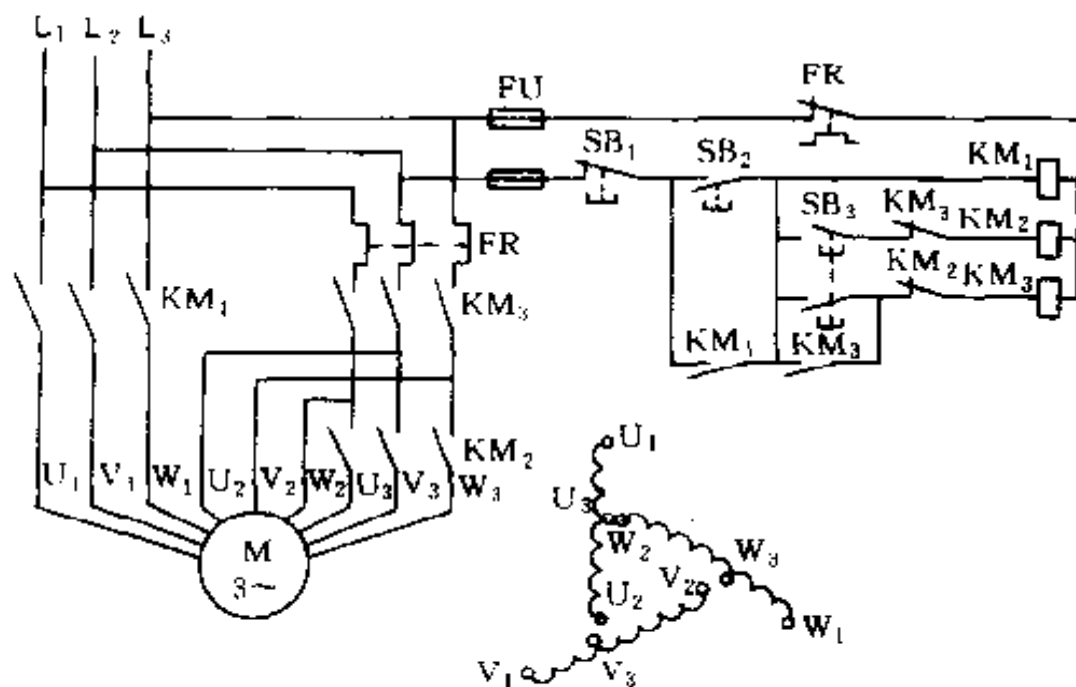 L₁ L₂ L₃
FU FR
SB₁ SB₂ KM₁
SB₃ KM₃ KM₂
FR
KM₂ KM₃
KM₁ KM₃
KM₁ KM₃
KM₂
U₁ V₁ W₁ U₂ V₂ W₂ U₃ V₃ W₃
M
3~
U₁
U₃
W₂ W₃
V₂
U₂
W₁
V₁ V₃